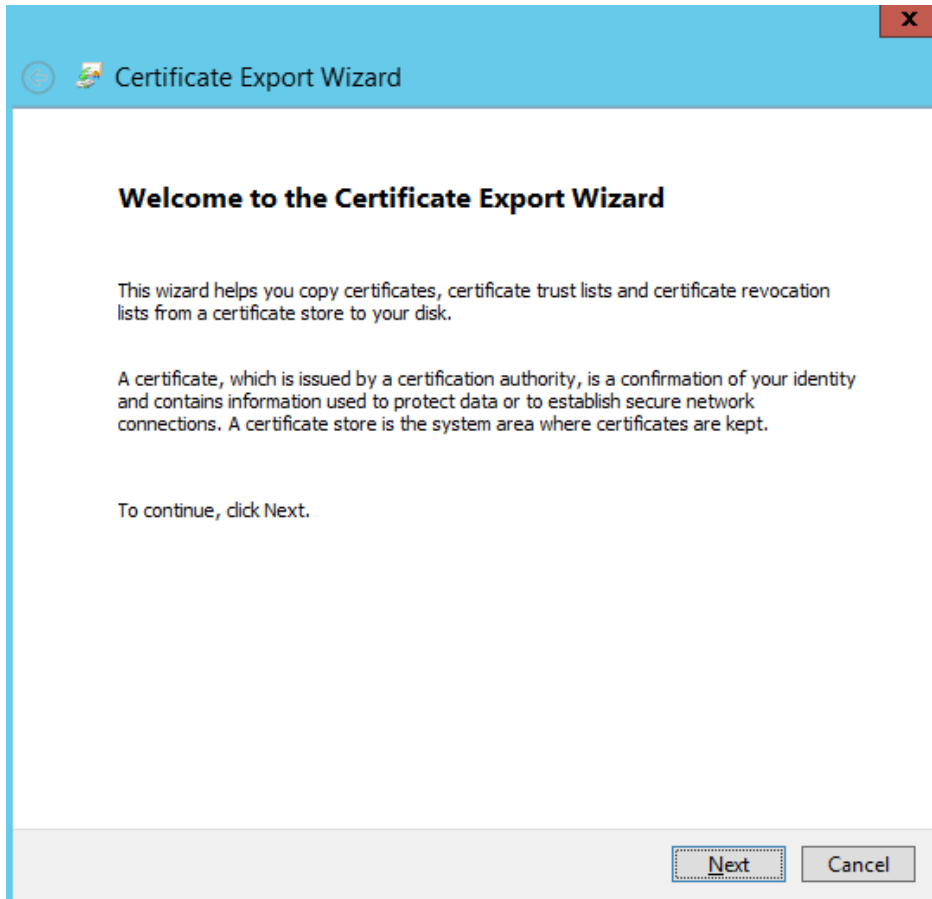 Certificate Export Wizard
Welcome to the Certificate Export Wizard
This wizard helps you copy certificates, certificate trust lists and certificate revocation
lists from a certificate store to your disk.
A certificate, which is issued by a certification authority, is a confirmation of your identity
and contains information used to protect data or to establish secure network
connections. A certificate store is the system area where certificates are kept.
To continue, click Next.
Next Cancel